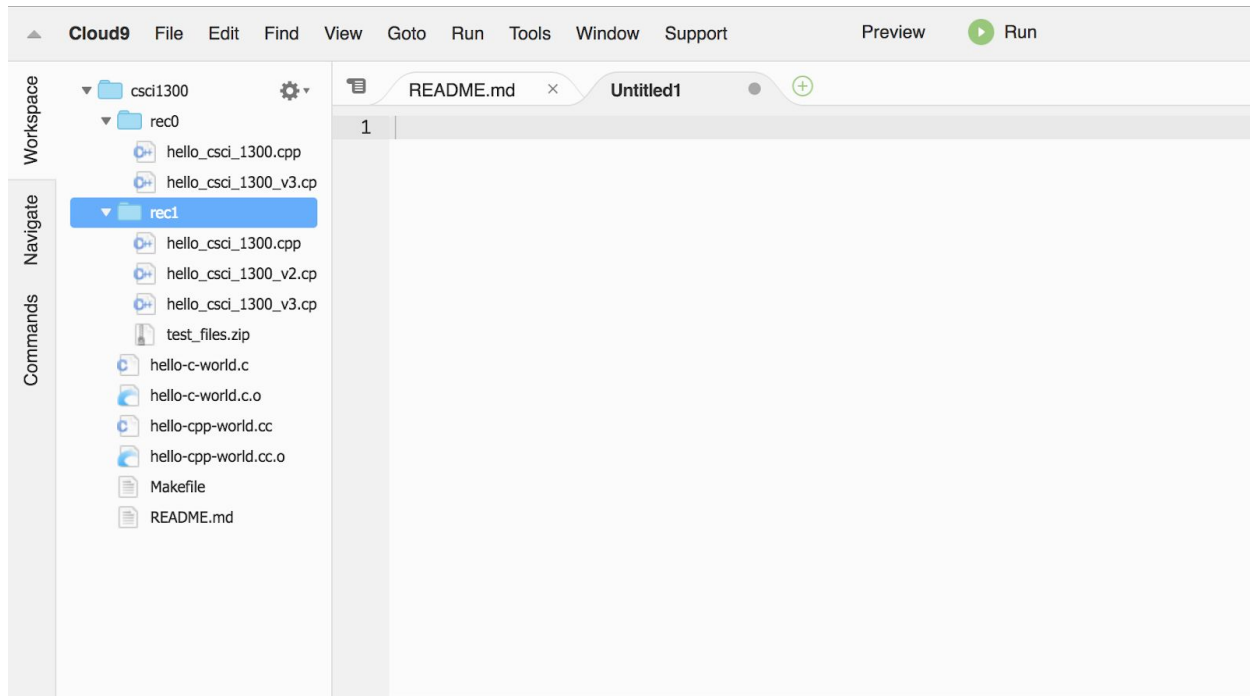 Cloud9 File Edit Find View Goto Run Tools Window Support Preview Run
Workspace
Navigate
Commands
csci1300
rec0
hello_csci_1300.cpp
hello_csci_1300_v3.cp
rec1
hello_csci_1300.cpp
hello_csci_1300_v2.cp
hello_csci_1300_v3.cp
test_files.zip
hello-c-world.c
hello-c-world.c.o
hello-cpp-world.cc
hello-cpp-world.cc.o
Makefile
README.md
README.md Untitled1
1